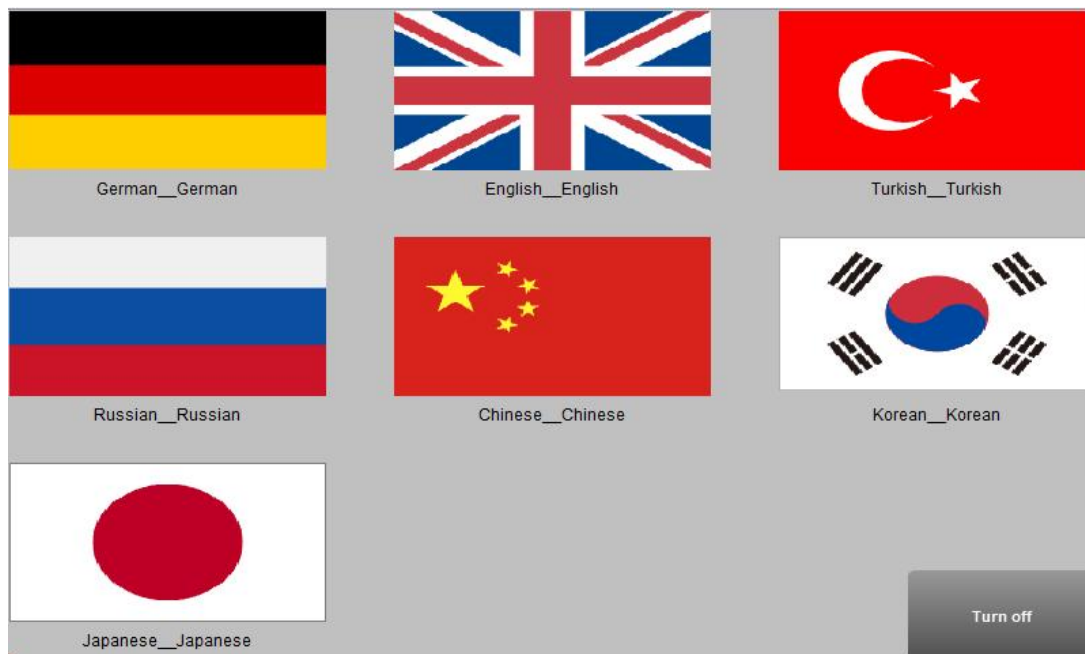 German__German
English__English
Turkish__Turkish
Russian__Russian
Chinese__Chinese
Korean__Korean
Japanese__Japanese
Turn off